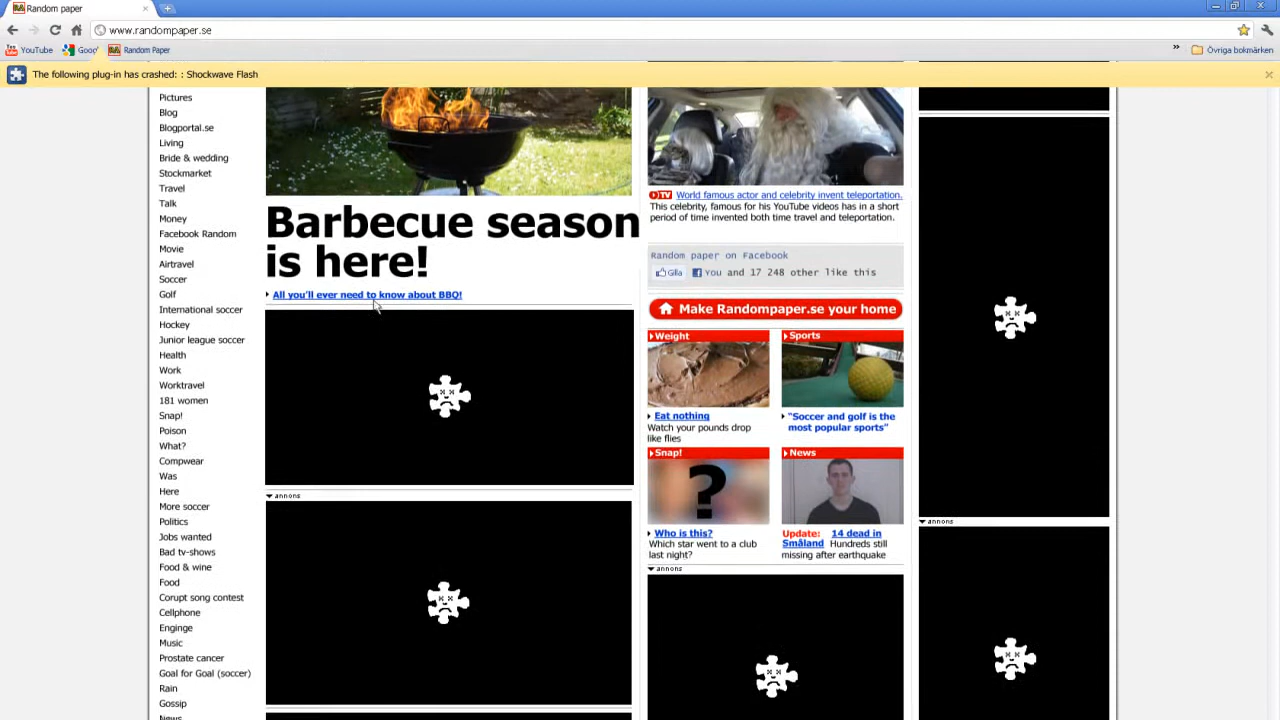 Random paper
www.randompaper.se
YouTube
Goog
Random Paper
Övriga bokmärken
The following plug-in has crashed: : Shockwave Flash
Pictures
Blog
Blogportal.se
Living
Bride & wedding
Stockmarket
Travel
Talk
Money
Facebook Random
Movie
Airtravel
Soccer
Golf
International soccer
Hockey
Junior league soccer
Health
Work
Worktravel
181 women
Snap!
Poison
What?
Compwear
Was
Here
More soccer
Politics
Jobs wanted
Bad tv-shows
Food & wine
Food
Corupt song contest
Cellphone
Enginge
Music
Prostate cancer
Goal for Goal (soccer)
Rain
Gossip
News
Barbecue season
is here!
All you'll ever need to know about BBQ!
annons
TV World famous actor and celebrity invent teleportation.
This celebrity, famous for his YouTube videos has in a short
period of time invented both time travel and teleportation.
Random paper on Facebook
Gilla You and 17 248 other like this
Make Randompaper.se your home
Weight
Eat nothing
Watch your pounds drop
like flies
Sports
"Soccer and golf is the
most popular sports"
Snap!
?
Who is this?
Which star went to a club
last night?
News
Update: 14 dead in
Småland Hundreds still
missing after earthquake
annons
annons